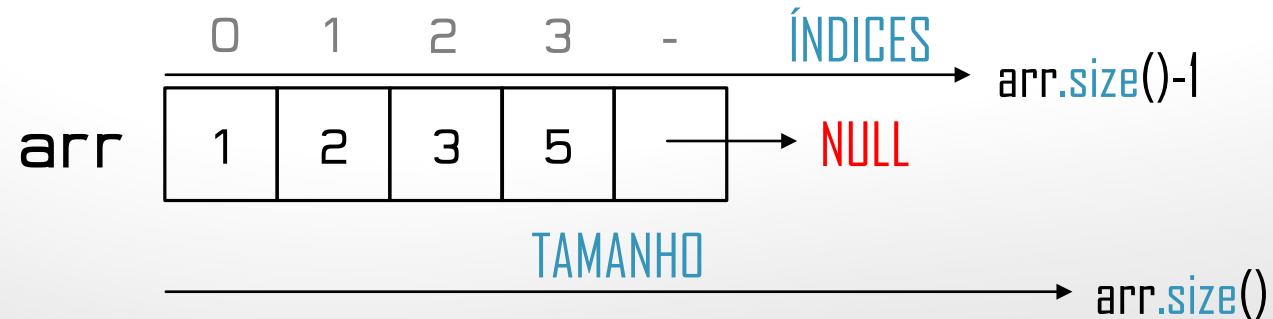 0 1 2 3 - ÍNDICES
arr.size()-1
arr 1 2 3 5 NULL
TAMANHO
arr.size()